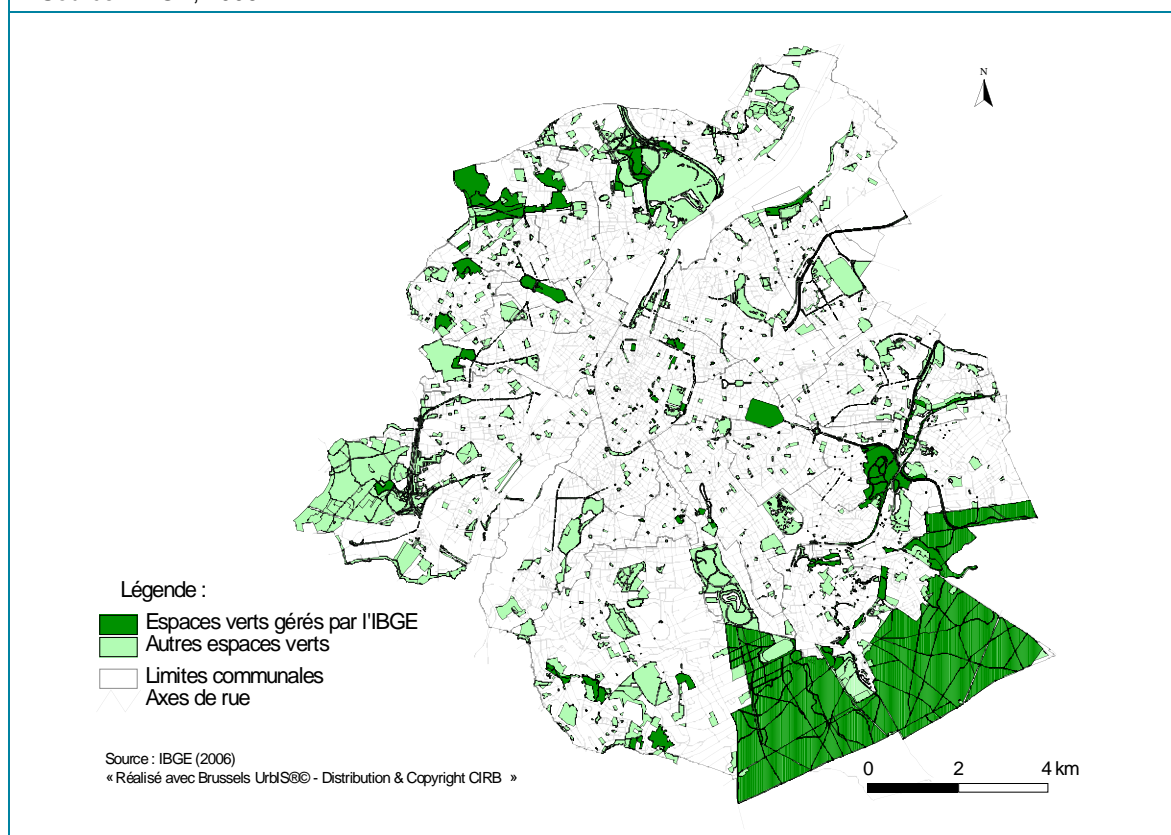 N
Légende :
Espaces verts gérés par l'IBGE
Autres espaces verts
Limites communales
Axes de rue
Source : IBGE (2006)
« Réalisé avec Brussels UrbIS®© - Distribution & Copyright CIRB »
0 2 4 km